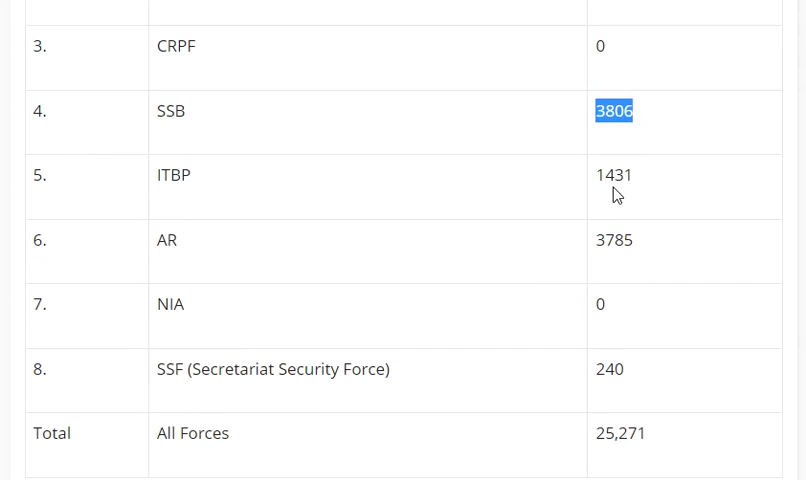 3. CRPF 0
4. SSB 3806
5. ITBP 1431
6. AR 3785
7. NIA 0
8. SSF (Secretariat Security Force) 240
Total All Forces 25,271